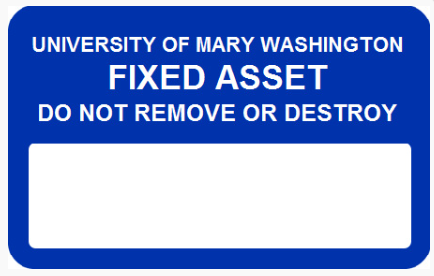 UNIVERSITY OF MARY WASHINGTON
FIXED ASSET
DO NOT REMOVE OR DESTROY